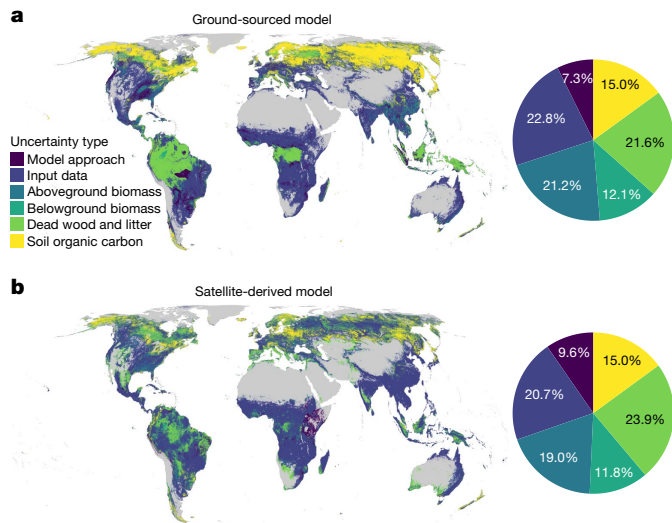 a
Ground-sourced model
Uncertainty type
Model approach
Input data
Aboveground biomass
Belowground biomass
Dead wood and litter
Soil organic carbon
7.3%
15.0%
22.8%
21.6%
21.2%
12.1%
b
Satellite-derived model
9.6%
15.0%
20.7%
23.9%
19.0%
11.8%